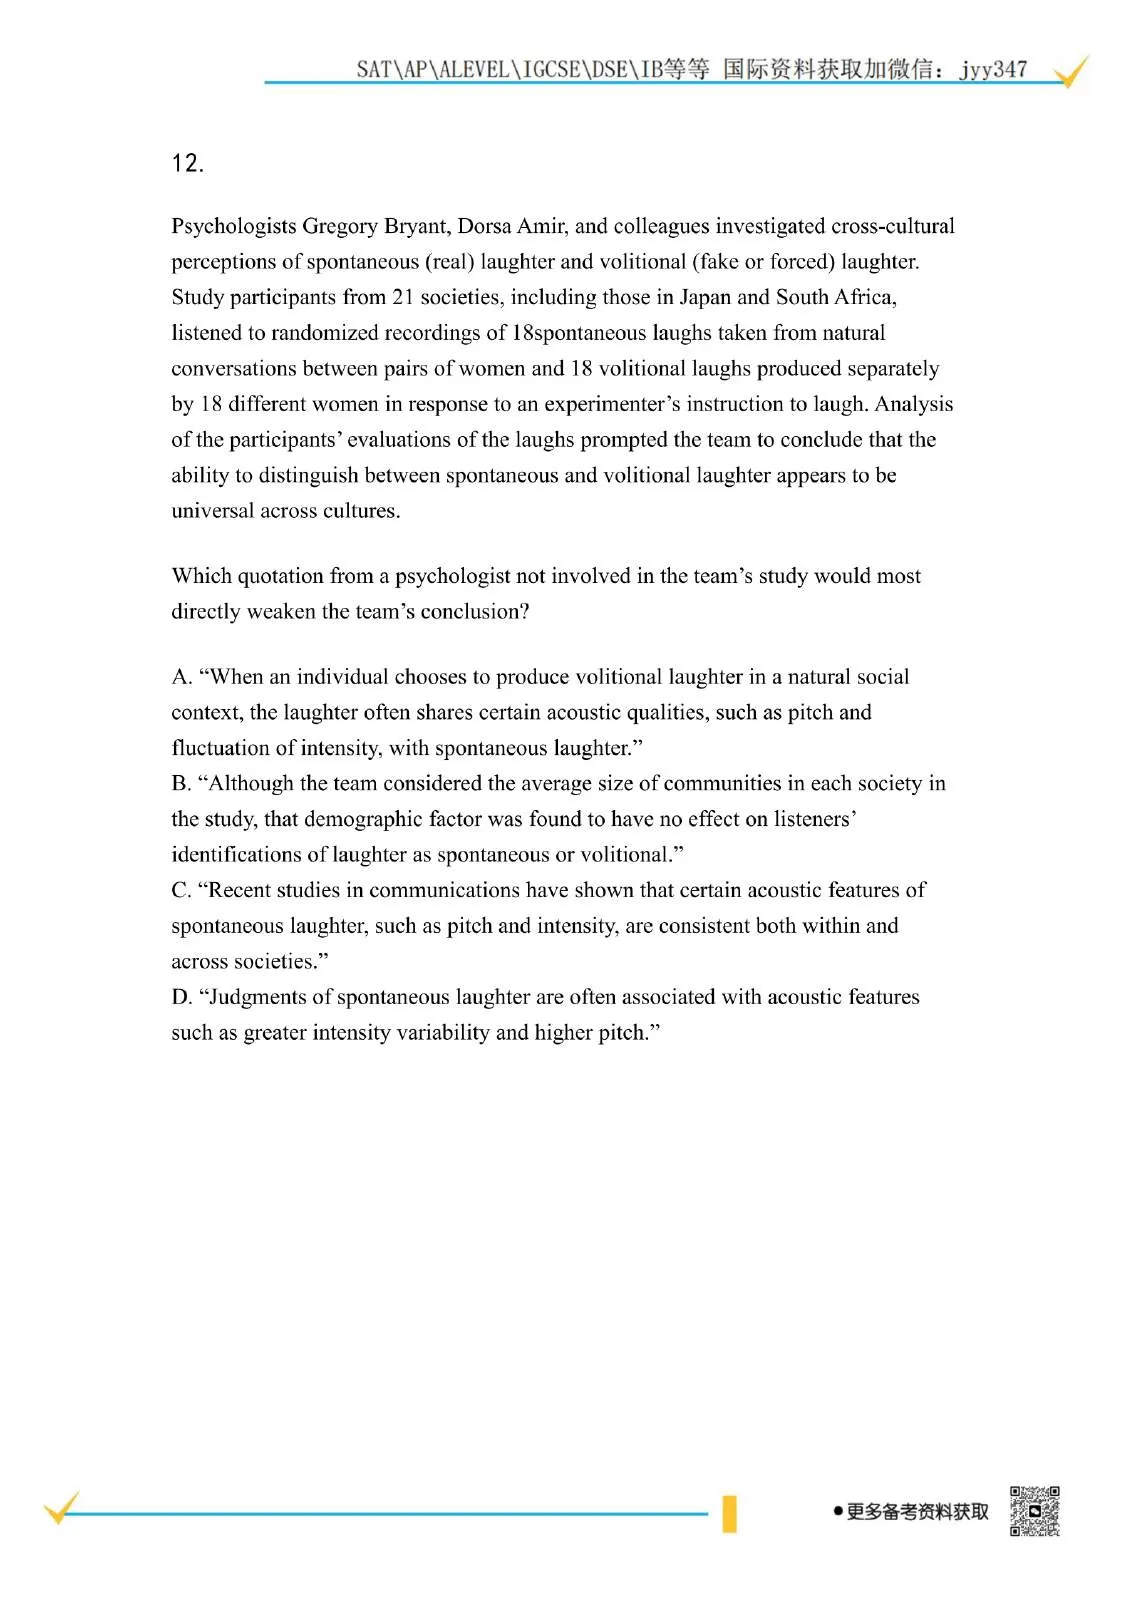 SAT\AP\ALEVEL\IGCSE\DSE\IB等等 国际资料获取加微信: jyy347
12.
Psychologists Gregory Bryant, Dorsa Amir, and colleagues investigated cross-cultural
perceptions of spontaneous (real) laughter and volitional (fake or forced) laughter.
Study participants from 21 societies, including those in Japan and South Africa,
listened to randomized recordings of 18spontaneous laughs taken from natural
conversations between pairs of women and 18 volitional laughs produced separately
by 18 different women in response to an experimenter’s instruction to laugh. Analysis
of the participants’ evaluations of the laughs prompted the team to conclude that the
ability to distinguish between spontaneous and volitional laughter appears to be
universal across cultures.
Which quotation from a psychologist not involved in the team’s study would most
directly weaken the team’s conclusion?
A. “When an individual chooses to produce volitional laughter in a natural social
context, the laughter often shares certain acoustic qualities, such as pitch and
fluctuation of intensity, with spontaneous laughter.”
B. “Although the team considered the average size of communities in each society in
the study, that demographic factor was found to have no effect on listeners’
identifications of laughter as spontaneous or volitional.”
C. “Recent studies in communications have shown that certain acoustic features of
spontaneous laughter, such as pitch and intensity, are consistent both within and
across societies.”
D. “Judgments of spontaneous laughter are often associated with acoustic features
such as greater intensity variability and higher pitch.”
●更多备考资料获取